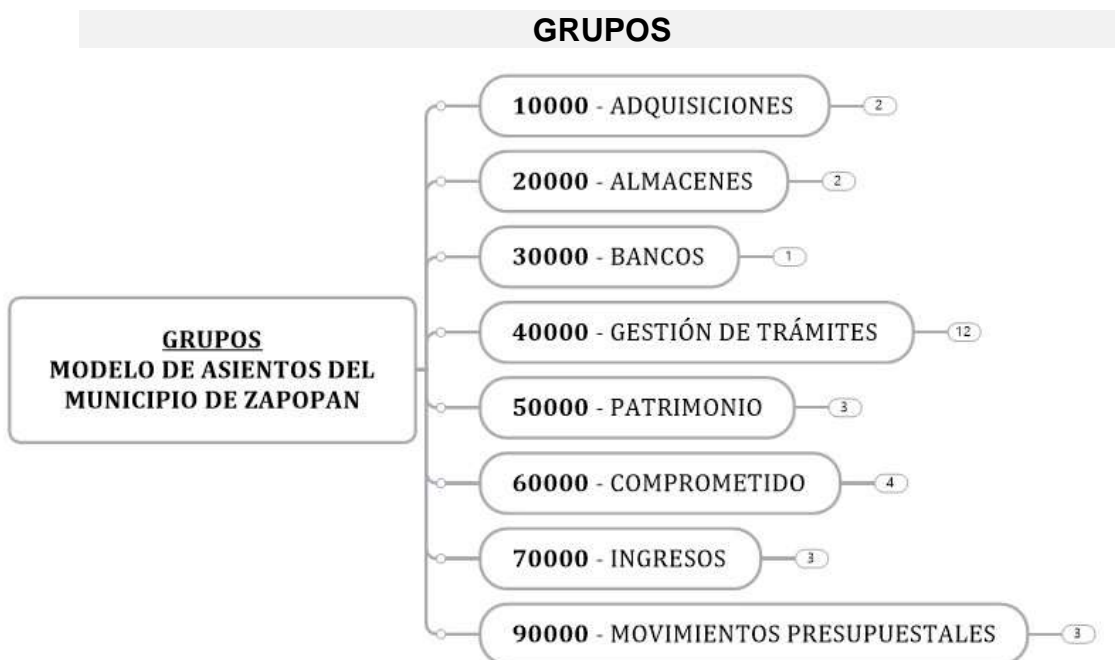 GRUPOS
GRUPOS
MODELO DE ASIENTOS DEL
MUNICIPIO DE ZAPOPAN
10000 - ADQUISICIONES 2
20000 - ALMACENES 2
30000 - BANCOS 1
40000 - GESTIÓN DE TRÁMITES 12
50000 - PATRIMONIO 3
60000 - COMPROMETIDO 4
70000 - INGRESOS 3
90000 - MOVIMIENTOS PRESUPUESTALES 3